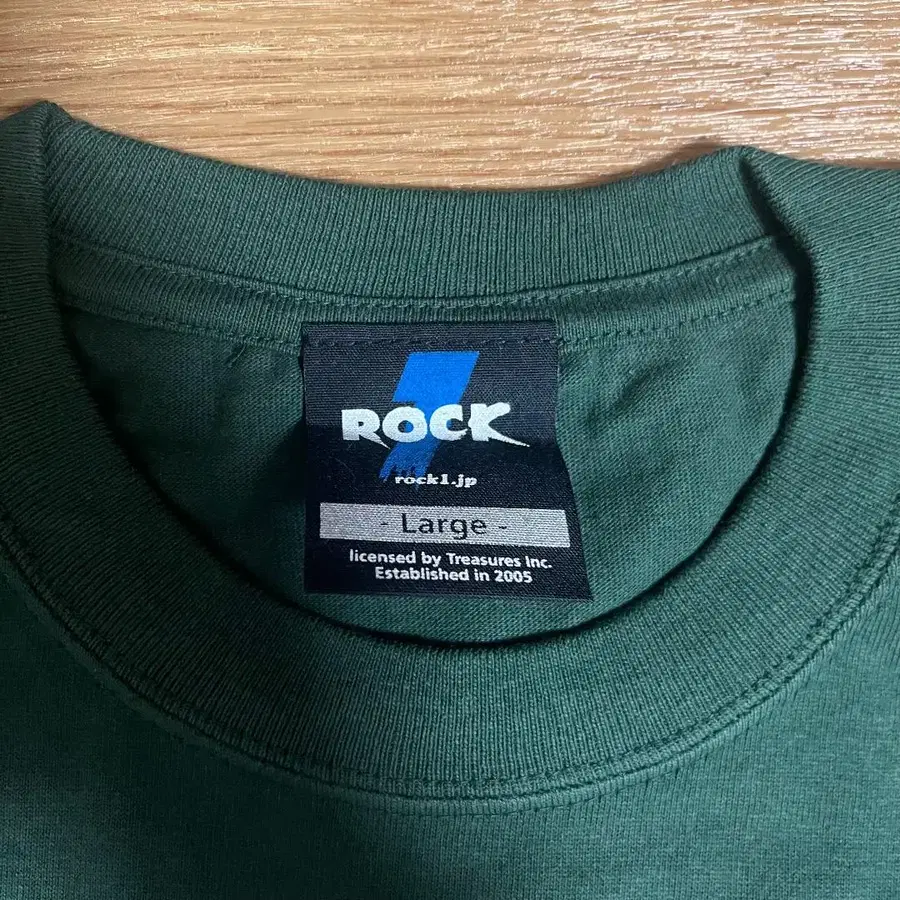 ROCK
rock1.jp
- Large -
licensed by Treasures Inc.
Established in 2005